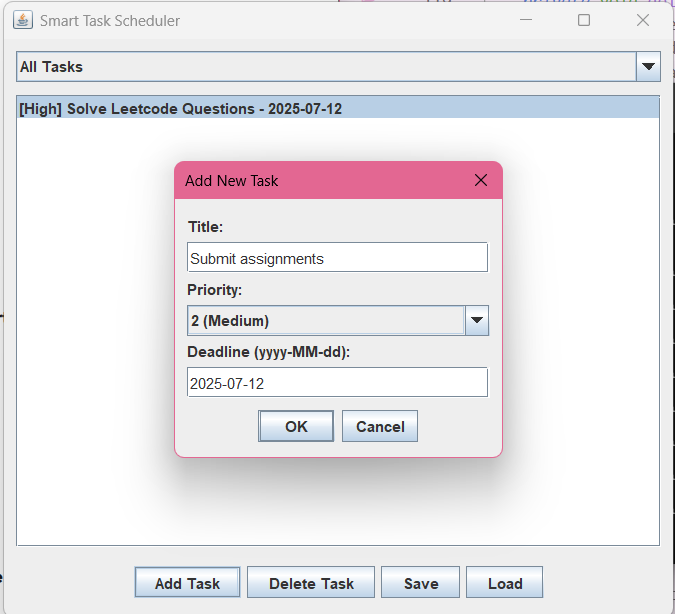 Smart Task Scheduler
All Tasks
[High] Solve Leetcode Questions - 2025-07-12
Add New Task
Title:
Submit assignments
Priority:
2 (Medium)
Deadline (yyyy-MM-dd):
2025-07-12
OK Cancel
Add Task Delete Task Save Load